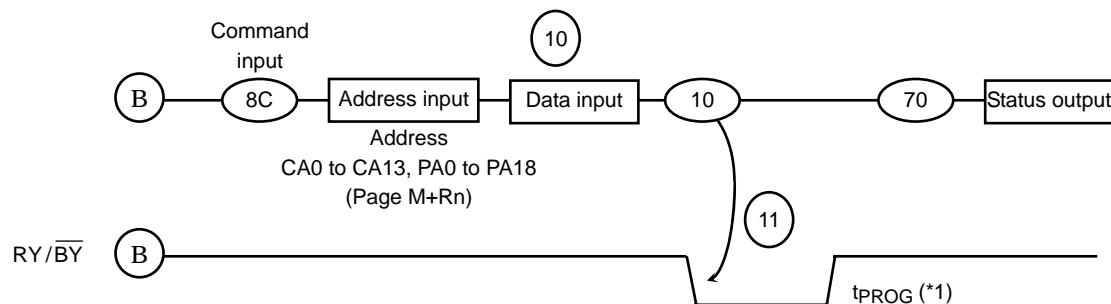 Command
input
10
B
8C
Address input
Data input
10
70
Status output
Address
CA0 to CA13, PA0 to PA18
(Page M+Rn)
11
RY/BY
B
tPROG (*1)